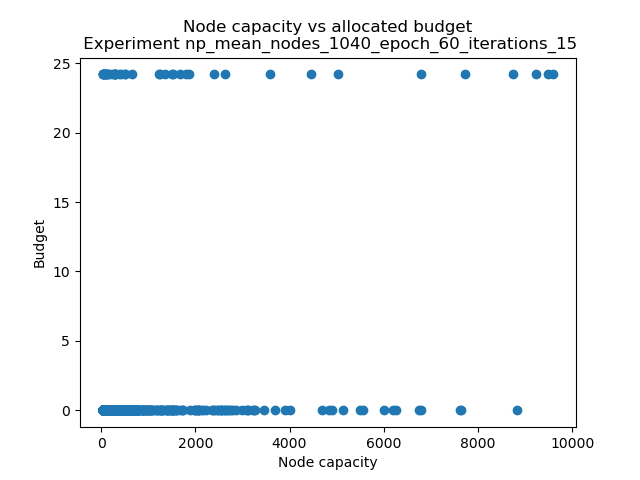 Node capacity vs allocated budget
Experiment np_mean_nodes_1040_epoch_60_iterations_15
25
20
15
10
5
0
Budget
0 2000 4000 6000 8000 10000
Node capacity